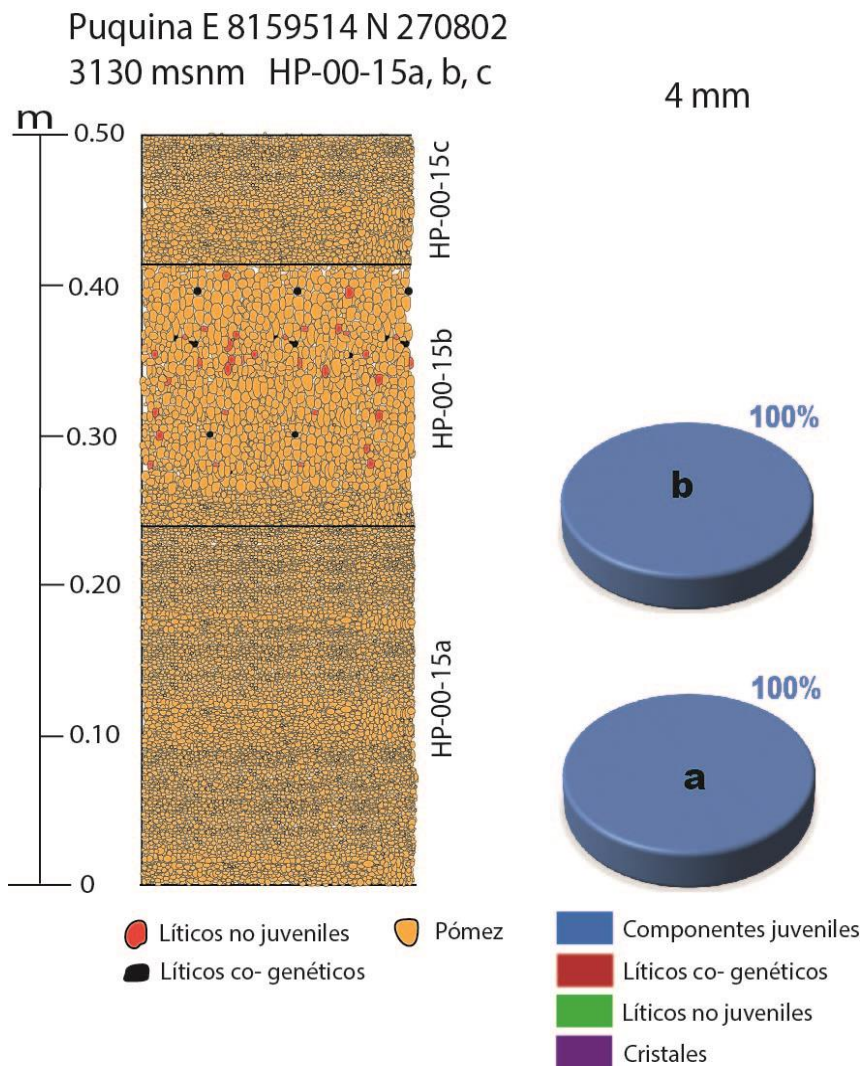 Puquina E 8159514 N 270802
3130 msnm HP-00-15a, b, c
4 mm
m
0.50
0.40
0.30
0.20
0.10
0
HP-00-15c
HP-00-15b
HP-00-15a
100%
b
100%
a
Líticos no juveniles
Pómez
Líticos co- genéticos
Componentes juveniles
Líticos co- genéticos
Líticos no juveniles
Cristales